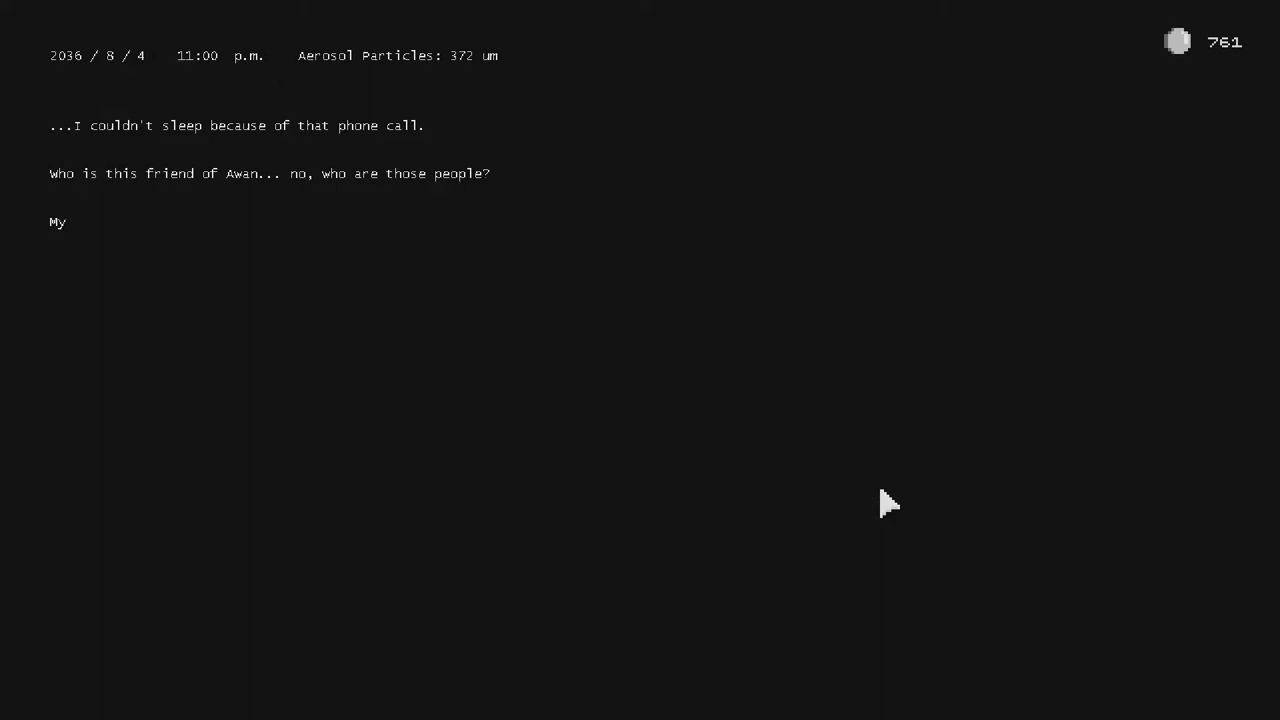 2036 / 8 / 4    11:00  p.m.    Aerosol Particles: 372 um
761
...I couldn't sleep because of that phone call.
Who is this friend of Awan... no, who are those people?
My